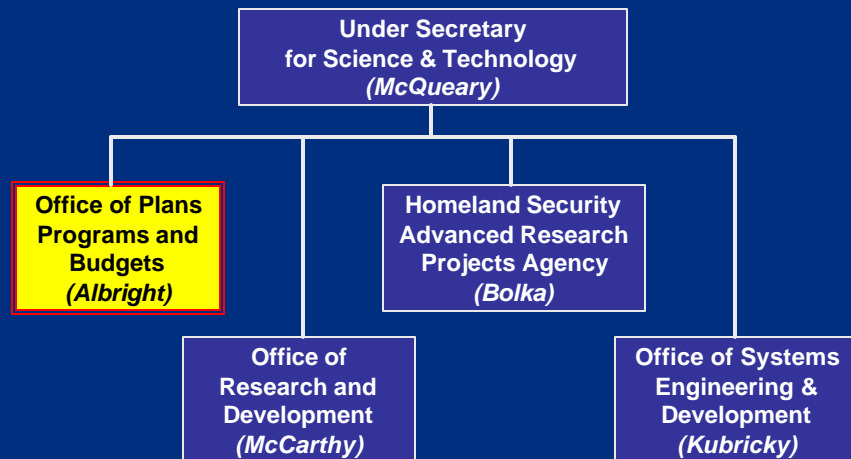 Under Secretary
for Science & Technology
(McQueary)
Office of Plans
Programs and
Budgets
(Albright)
Homeland Security
Advanced Research
Projects Agency
(Bolka)
Office of
Research and
Development
(McCarthy)
Office of Systems
Engineering &
Development
(Kubricky)